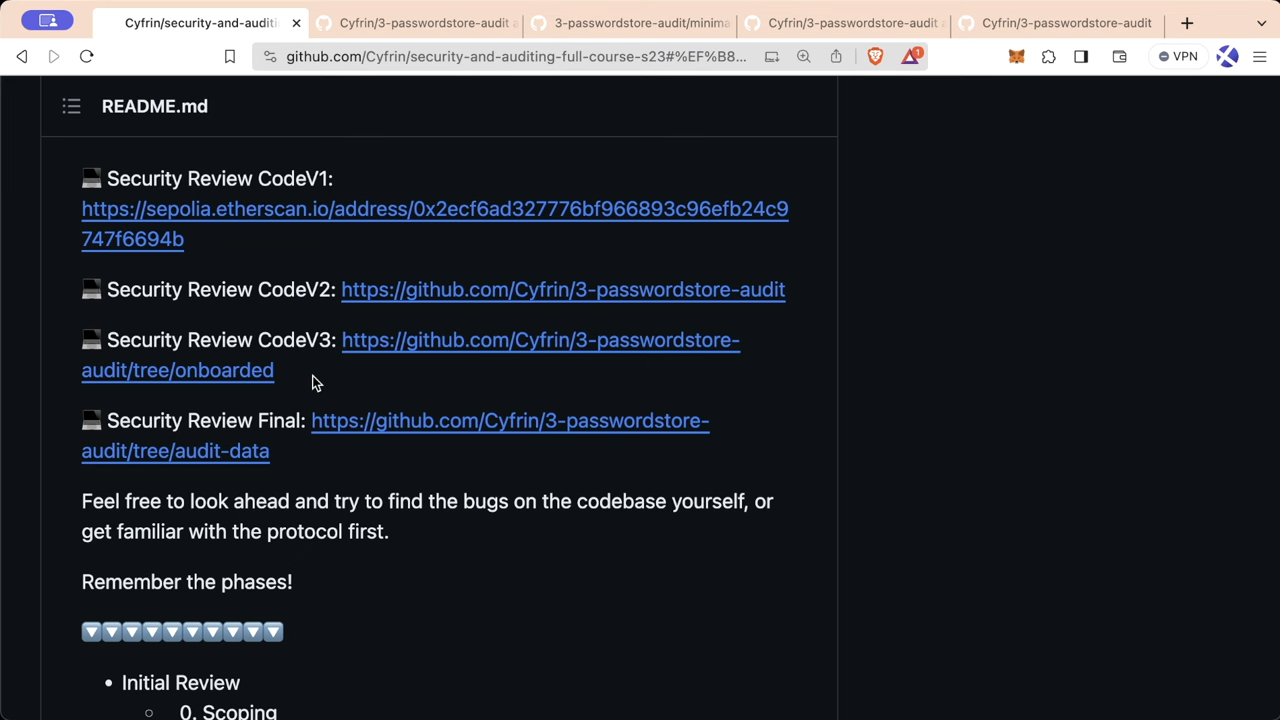 Cyfrin/security-and-auditi
Cyfrin/3-passwordstore-audit a
3-passwordstore-audit/minima
Cyfrin/3-passwordstore-audit a
Cyfrin/3-passwordstore-audit
github.com/Cyfrin/security-and-auditing-full-course-s23#%EF%B8...
1
VPN
README.md
Security Review CodeV1:
https://sepolia.etherscan.io/address/0x2ecf6ad327776bf966893c96efb24c9
747f6694b
Security Review CodeV2: https://github.com/Cyfrin/3-passwordstore-audit
Security Review CodeV3: https://github.com/Cyfrin/3-passwordstore-
audit/tree/onboarded
Security Review Final: https://github.com/Cyfrin/3-passwordstore-
audit/tree/audit-data
Feel free to look ahead and try to find the bugs on the codebase yourself, or
get familiar with the protocol first.
Remember the phases!
• Initial Review
0. Scoping